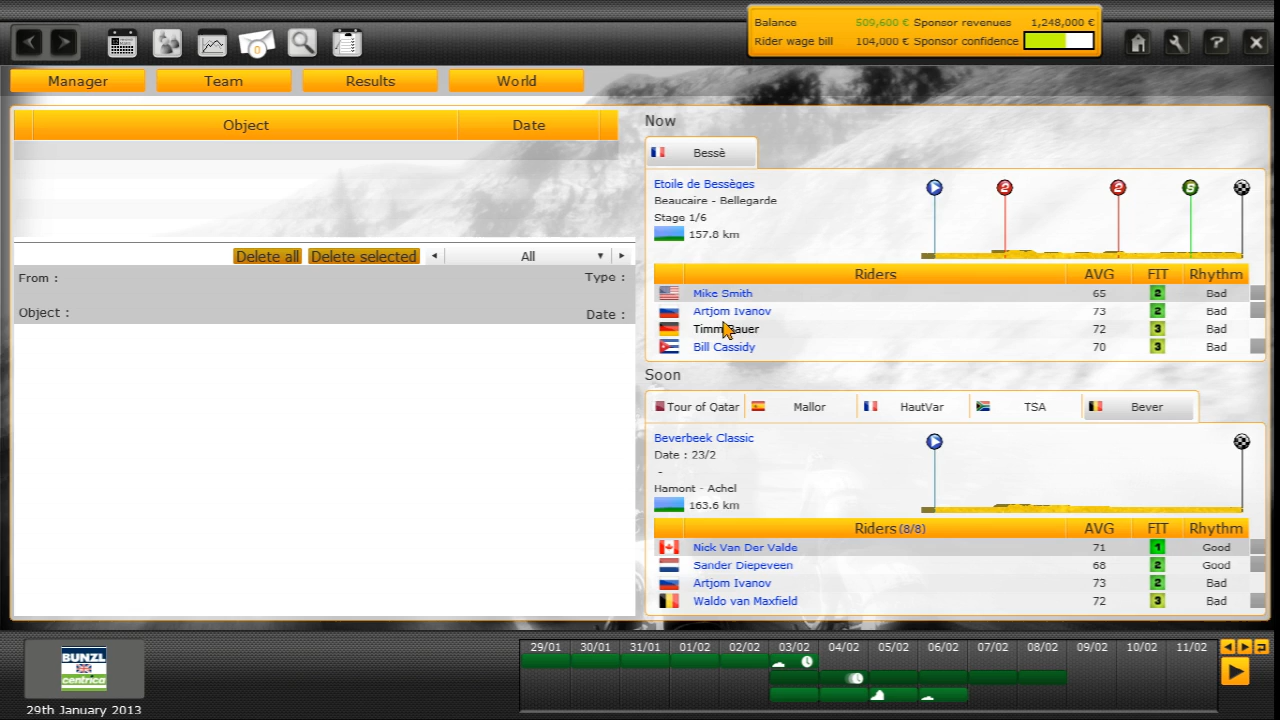 Balance 509,600 € Sponsor revenues 1,248,000 €
Rider wage bill 104,000 € Sponsor confidence
0
Manager Team Results World
Object Date
Delete all Delete selected All
From : Type :
Object : Date :
Now
Bessè
Etoile de Bessèges
Beaucaire - Bellegarde
Stage 1/6
157.8 km
2 2 S
Riders AVG FIT Rhythm
Mike Smith 65 2 Bad
Artjom Ivanov 73 2 Bad
Timm Bauer 72 3 Bad
Bill Cassidy 70 3 Bad
Soon
Tour of Qatar Mallor HautVar TSA Bever
Beverbeek Classic
Date : 23/2
-
Hamont - Achel
163.6 km
Riders (8/8) AVG FIT Rhythm
Nick Van Der Valde 71 1 Good
Sander Diepeveen 68 2 Good
Artjom Ivanov 73 2 Bad
Waldo van Maxfield 72 3 Bad
BUNZL
centrica
29th January 2013
29/01 30/01 31/01 01/02 02/02 03/02 04/02 05/02 06/02 07/02 08/02 09/02 10/02 11/02